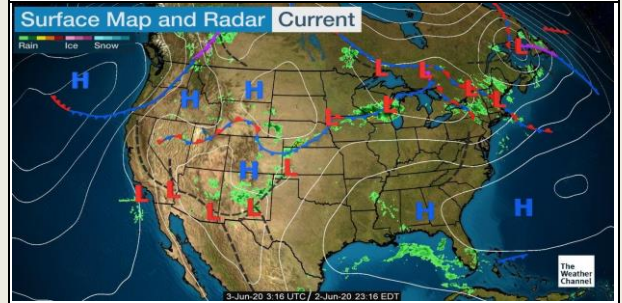 Surface Map and Radar Current
Rain Ice Snow
L
L L
H
H L
H L
L
L
H L
L L
L L H H
The
Weather
Channel
3-Jun-20 3:16 UTC / 2-Jun-20 23:16 EDT